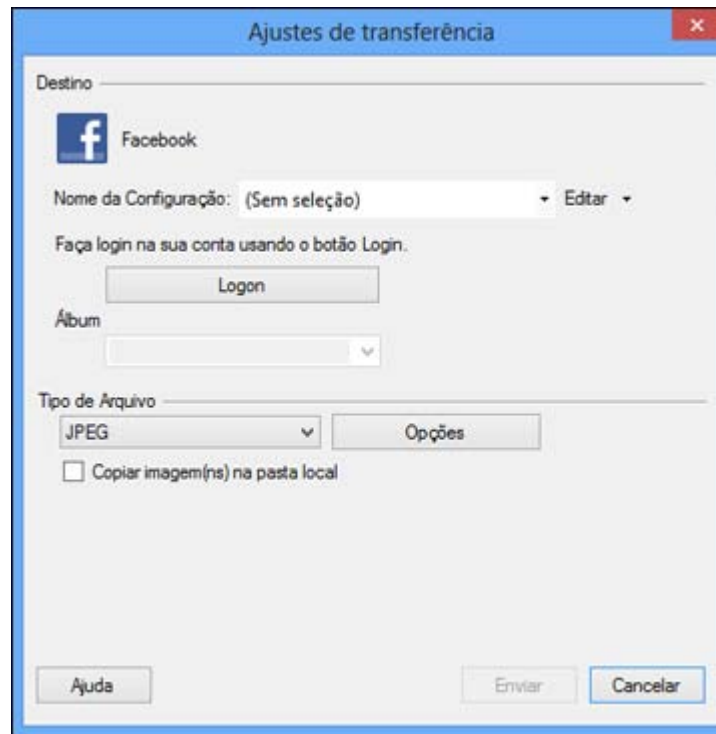 Ajustes de transferência
Destino
Facebook
Nome da Configuração: (Sem seleção) Editar
Faça login na sua conta usando o botão Login.
Logon
Álbum
Tipo de Arquivo
JPEG Opções
Copiar imagem(ns) na pasta local
Ajuda Enviar Cancelar